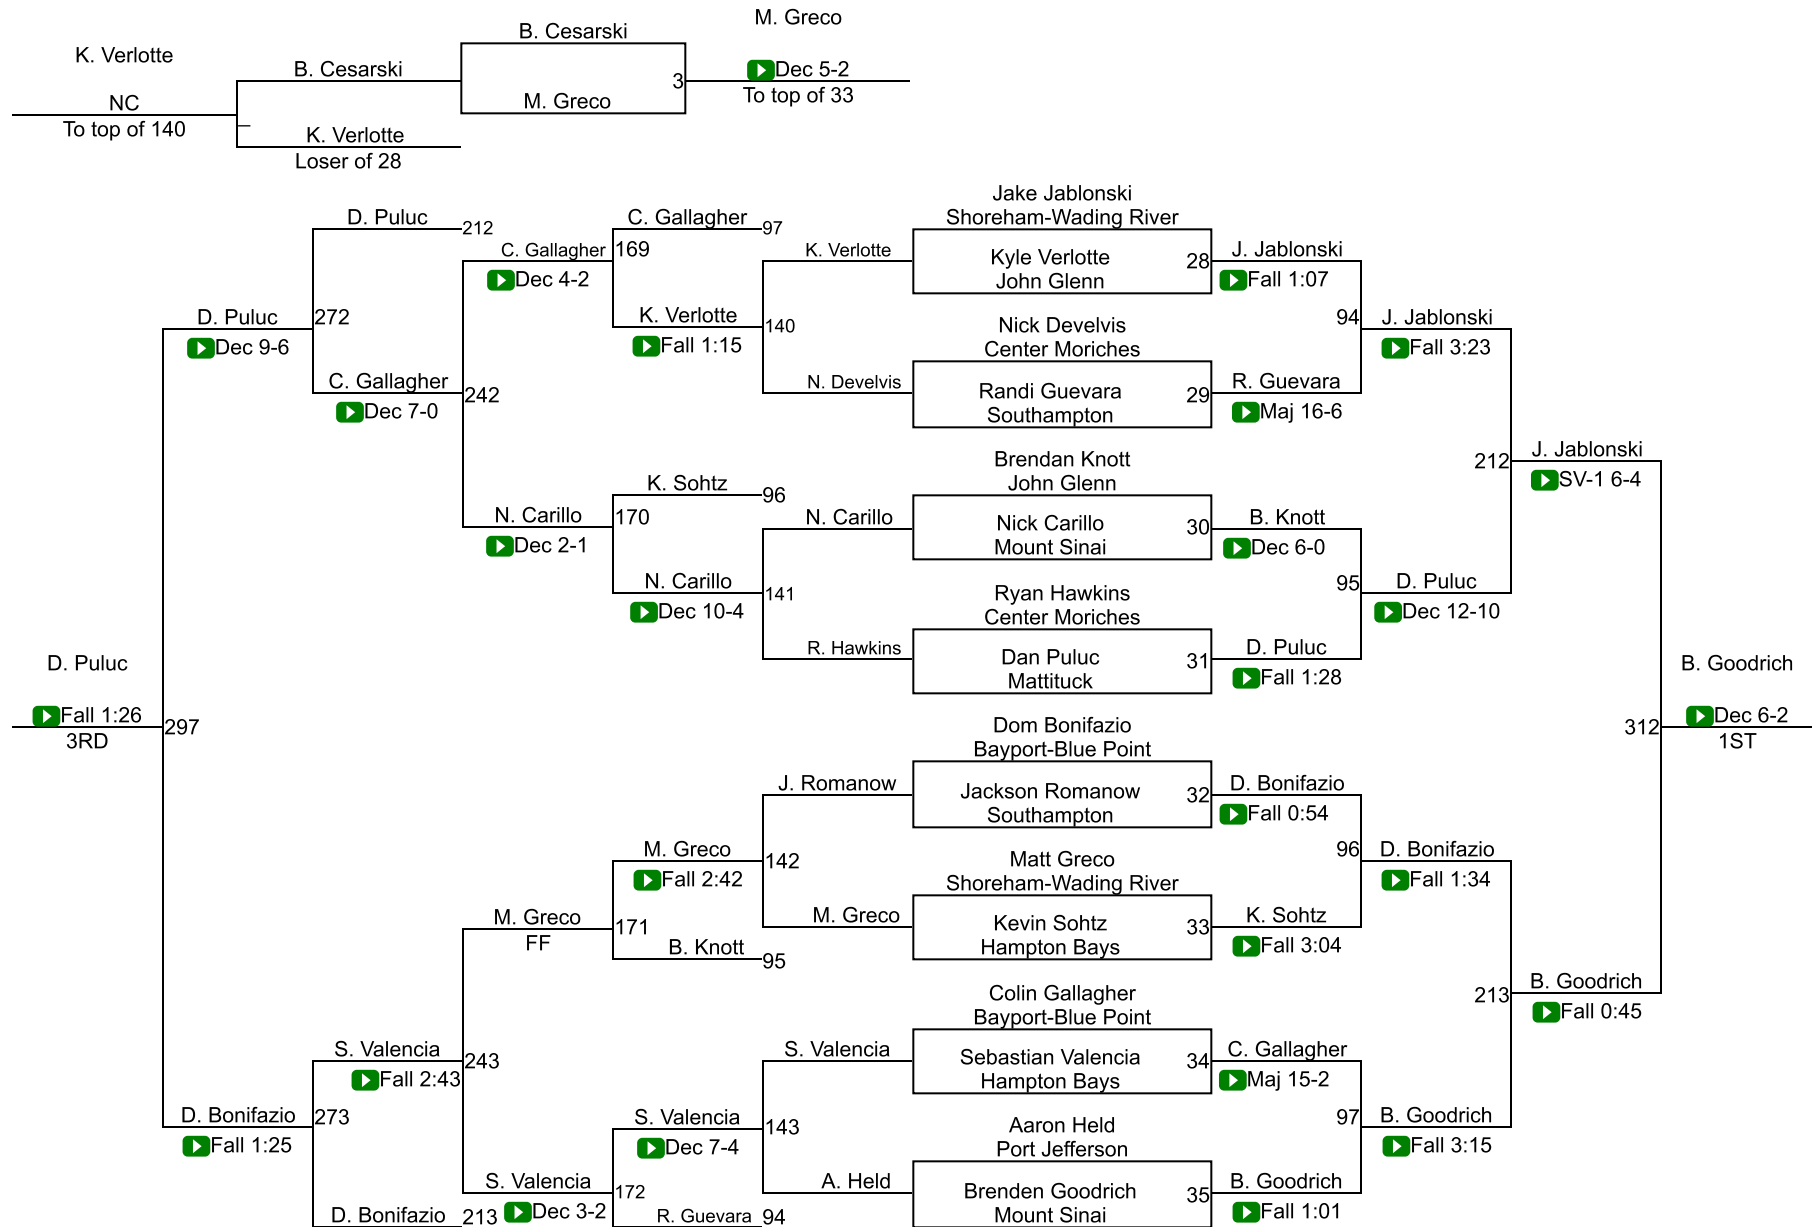 M. Greco
B. Cesarski
K. Verlotte
B. Cesarski
Dec 5-2
3
NC
M. Greco
To top of 33
To top of 140
K. Verlotte
Loser of 28
Jake Jablonski
D. Puluc
C. Gallagher
Shoreham-Wading River
212
97
C. Gallagher
169
K. Verlotte
Kyle Verlotte
28
J. Jablonski
Dec 4-2
John Glenn
Fall 1:07
D. Puluc
272
K. Verlotte
140
Nick Develvis
94
J. Jablonski
Dec 9-6
Fall 1:15
Center Moriches
Fall 3:23
C. Gallagher
242
N. Develvis
Randi Guevara
29
R. Guevara
Dec 7-0
Southampton
Maj 16-6
Brendan Knott
212
J. Jablonski
K. Sohtz
96
John Glenn
SV-1 6-4
N. Carillo
170
N. Carillo
Nick Carillo
30
B. Knott
Dec 2-1
Mount Sinai
Dec 6-0
N. Carillo
141
Ryan Hawkins
95
D. Puluc
Dec 10-4
Center Moriches
Dec 12-10
R. Hawkins
Dan Puluc
31
D. Puluc
Mattituck
Fall 1:28
D. Puluc
B. Goodrich
Fall 1:26
297
Dom Bonifazio
312
Dec 6-2
3RD
Bayport-Blue Point
1ST
J. Romanow
Jackson Romanow
32
D. Bonifazio
Southampton
Fall 0:54
M. Greco
142
Matt Greco
96
D. Bonifazio
Fall 2:42
Shoreham-Wading River
Fall 1:34
M. Greco
171
M. Greco
Kevin Sohtz
33
K. Sohtz
FF
B. Knott
95
Hampton Bays
Fall 3:04
Colin Gallagher
213
B. Goodrich
Bayport-Blue Point
Fall 0:45
S. Valencia
243
S. Valencia
Sebastian Valencia
34
C. Gallagher
Fall 2:43
Hampton Bays
Maj 15-2
D. Bonifazio
273
S. Valencia
143
Aaron Held
97
B. Goodrich
Fall 1:25
Dec 7-4
Port Jefferson
Fall 3:15
S. Valencia
172
A. Held
Brenden Goodrich
35
B. Goodrich
D. Bonifazio
213
Dec 3-2
R. Guevara
94
Mount Sinai
Fall 1:01